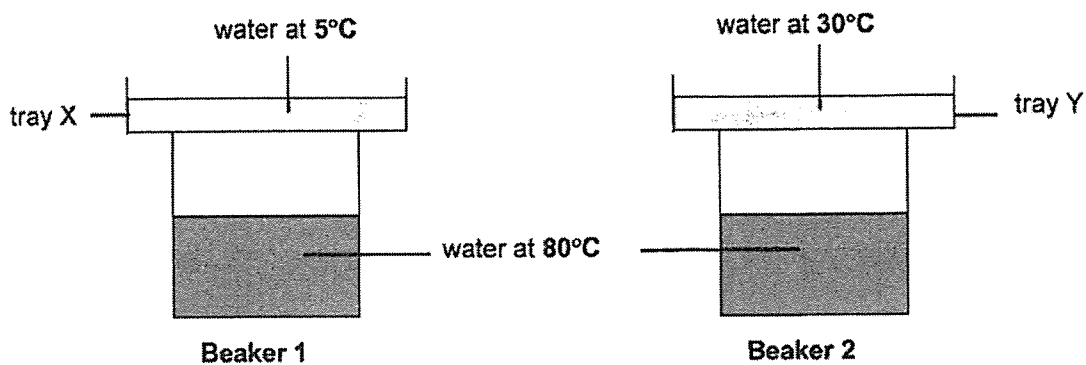 water at 5°C
water at 30°C
tray X
tray Y
water at 80°C
Beaker 1
Beaker 2